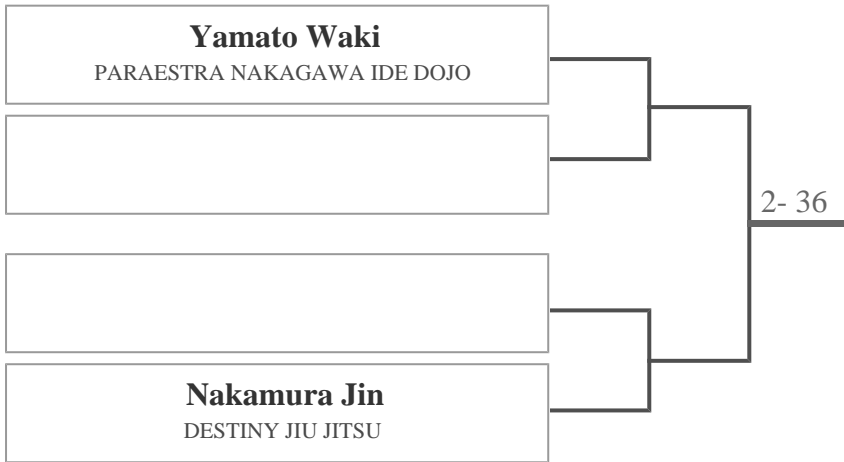 Yamato Waki
PARAESTRA NAKAGAWA IDE DOJO
2- 36
Nakamura Jin
DESTINY JIU JITSU